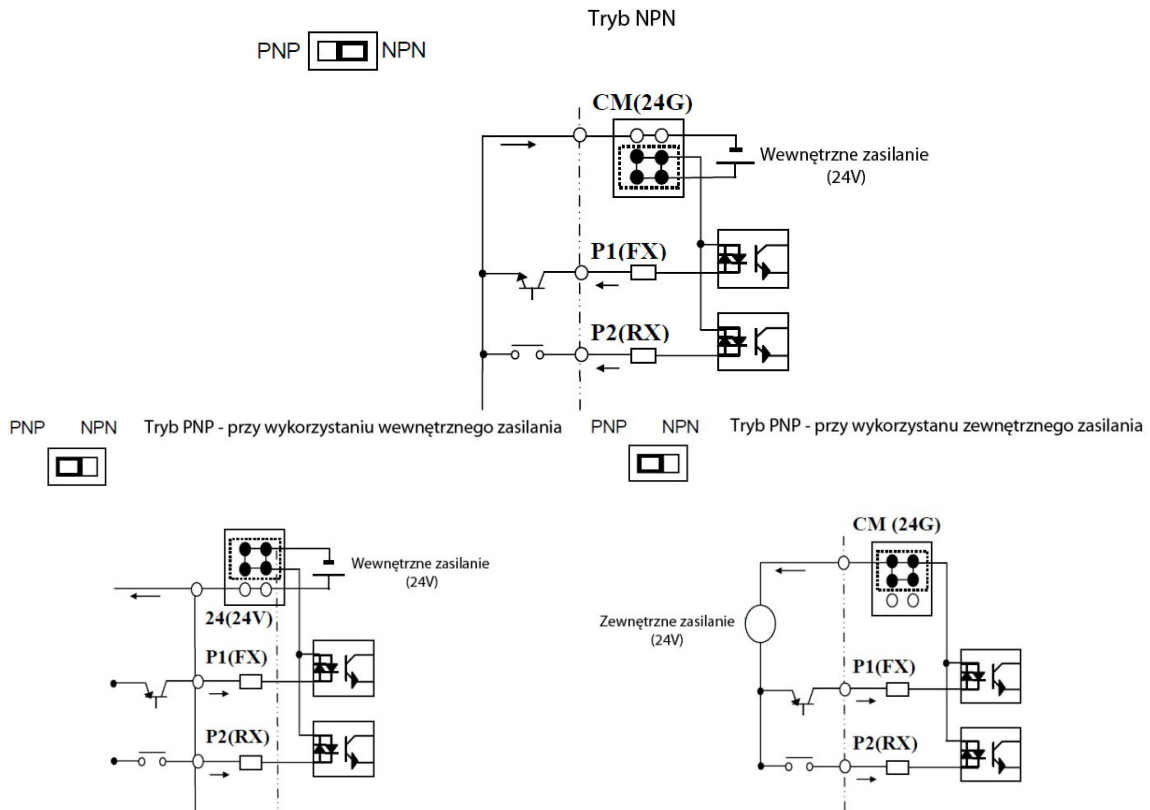 Tryb NPN
PNP NPN
CM(24G)
Wewnętrzne zasilanie
(24V)
P1(FX)
P2(RX)
PNP NPN Tryb PNP - przy wykorzystaniu wewnętrznego zasilania
PNP NPN Tryb PNP - przy wykorzystanu zewnętrznego zasilania
Wewnętrzne zasilanie
(24V)
24(24V)
P1(FX)
P2(RX)
CM (24G)
Zewnętrzne zasilanie
(24V)
P1(FX)
P2(RX)